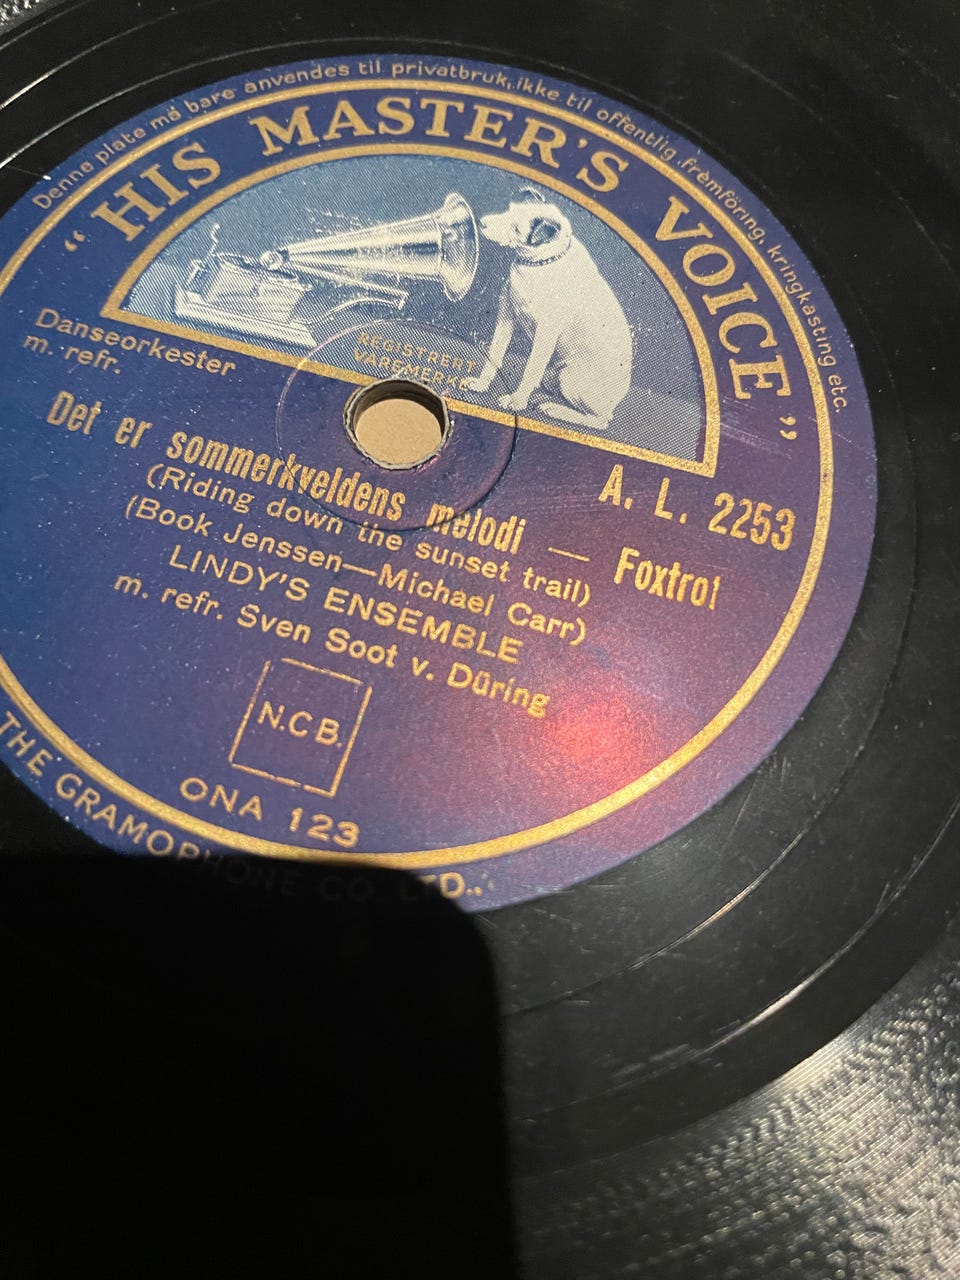 Denne plate må bare anvendes til privatbruk, ikke til offentlig fremföring, kringkasting etc.
"HIS MASTER'S VOICE"
REGISTRERT
VAREMERKE
Danseorkester
m. refr.
A. L. 2253
Det er sommerkveldens melodi — Foxtrot
(Riding down the sunset trail)
(Book Jenssen—Michael Carr)
LINDY'S ENSEMBLE
m. refr. Sven Soot v. Düring
N.C.B.
ONA 123
THE GRAMOPHONE CO LTD.